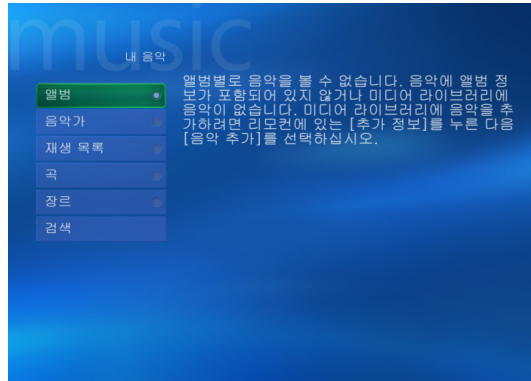 music
내 음악
앨범
음악가
재생 목록
곡
장르
검색
앨범별로 음악을 볼 수 없습니다. 음악에 앨범 정
보가 포함되어 있지 않거나 미디어 라이브러리에
음악이 없습니다. 미디어 라이브러리에 음악을 추
가하려면 리모컨에 있는 [추가 정보]를 누른 다음
[음악 추가]를 선택하십시오.